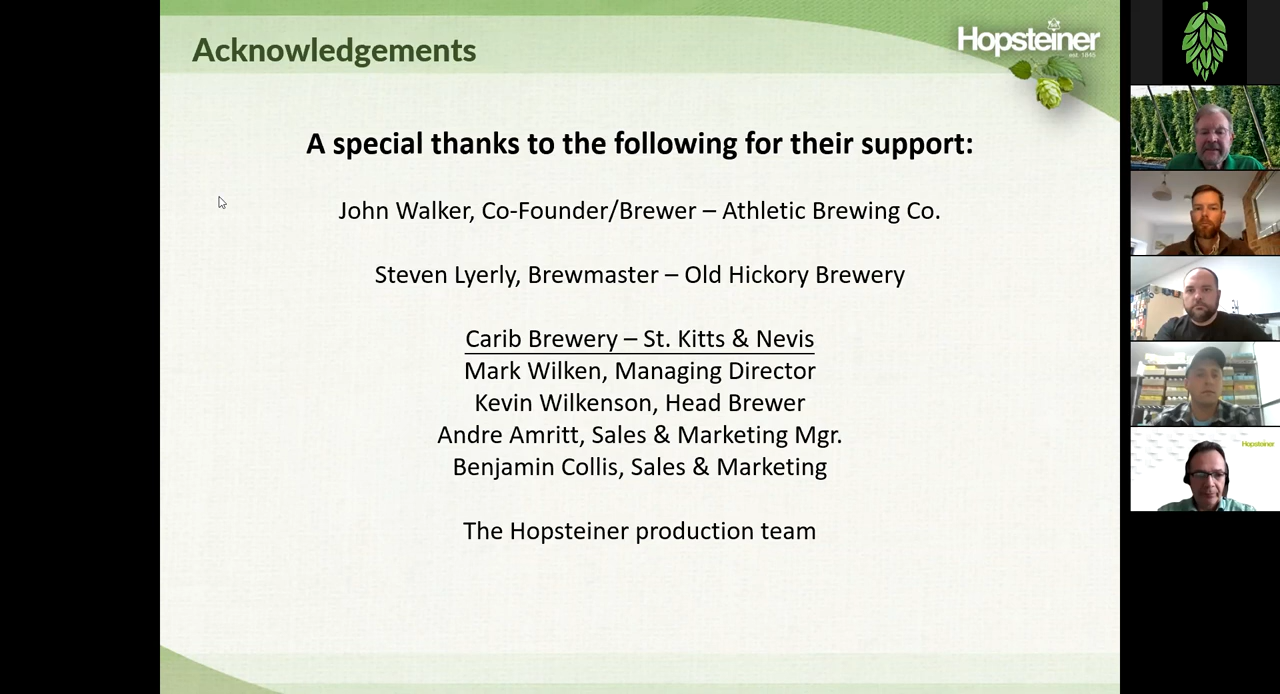 Acknowledgements
Hopsteiner
est. 1845
A special thanks to the following for their support:
John Walker, Co-Founder/Brewer – Athletic Brewing Co.
Steven Lyerly, Brewmaster – Old Hickory Brewery
Carib Brewery – St. Kitts & Nevis
Mark Wilken, Managing Director
Kevin Wilkenson, Head Brewer
Andre Amritt, Sales & Marketing Mgr.
Benjamin Collis, Sales & Marketing
The Hopsteiner production team
Hopsteiner